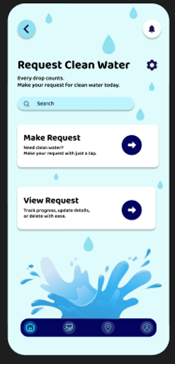 Request Clean Water
Every drop counts.
Make your request for clean water today.
Search
Make Request
Need clean water?
Make your request with just a tap.
View Request
Track progress, update details,
or delete with ease.